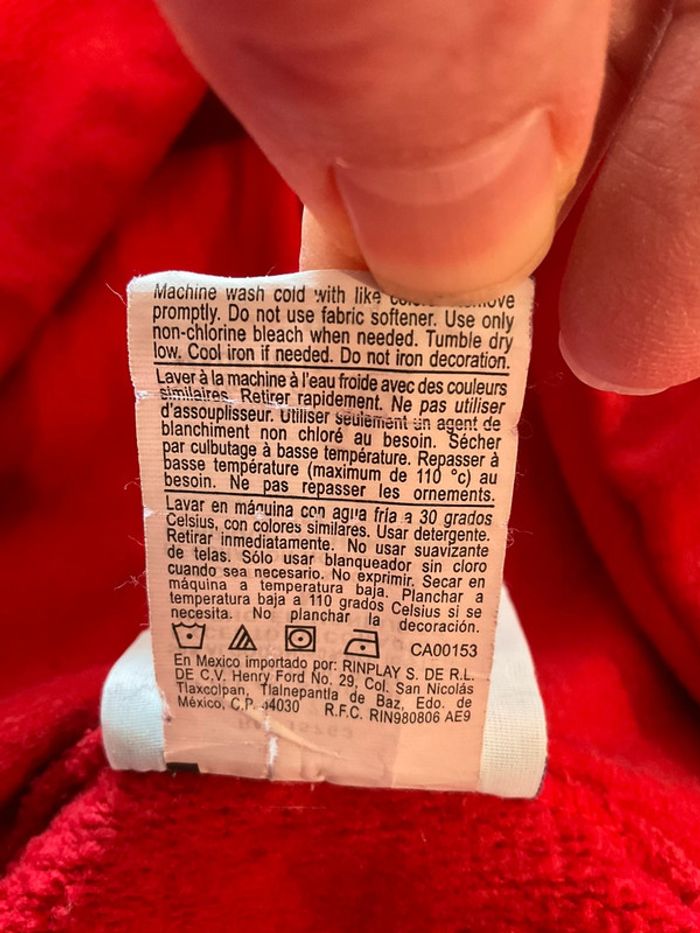 Machine wash cold with like
promptly. Do not use fabric softener. Use only
non-chlorine bleach when needed. Tumble dry
low. Cool iron if needed. Do not iron decoration.
Laver à la machine à l'eau froide avec des couleurs
similaires. Retirer rapidement. Ne pas utiliser
d'assouplisseur. Utiliser seulement un agent de
blanchiment non chloré au besoin. Sécher
par culbutage à basse température. Repasser à
basse température (maximum de 110 °c) au
besoin. Ne pas repasser les ornements.
Lavar en máquina con agua fría a 30 grados
Celsius, con colores similares. Usar detergente.
Retirar inmediatamente. No usar suavizante
de telas. Sólo usar blanqueador sin cloro
cuando sea necesario. No exprimir. Secar en
máquina a temperatura baja. Planchar a
temperatura baja a 110 grados Celsius si se
necesita. No planchar la decoración.
CA00153
En Mexico importado por: RINPLAY S. DE R.L.
DE C.V. Henry Ford No. 29, Col. San Nicolás
Tlaxcolpan, Tlalnepantla de Baz, Edo. de
México, C.P. 54030 R.F.C. RIN980806 AE9